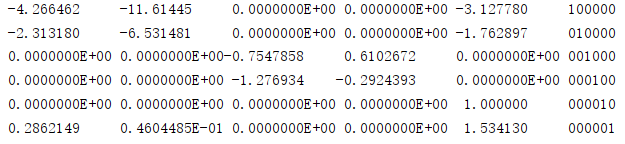 -4.266462 -11.61445 0.0000000E+00 0.0000000E+00 -3.127780 100000
-2.313180 -6.531481 0.0000000E+00 0.0000000E+00 -1.762897 010000
0.0000000E+00 0.0000000E+00-0.7547858 0.6102672 0.0000000E+00 001000
0.0000000E+00 0.0000000E+00 -1.276934 -0.2924393 0.0000000E+00 000100
0.0000000E+00 0.0000000E+00 0.0000000E+00 0.0000000E+00 1.000000 000010
0.2862149 0.4604485E-01 0.0000000E+00 0.0000000E+00 1.534130 000001